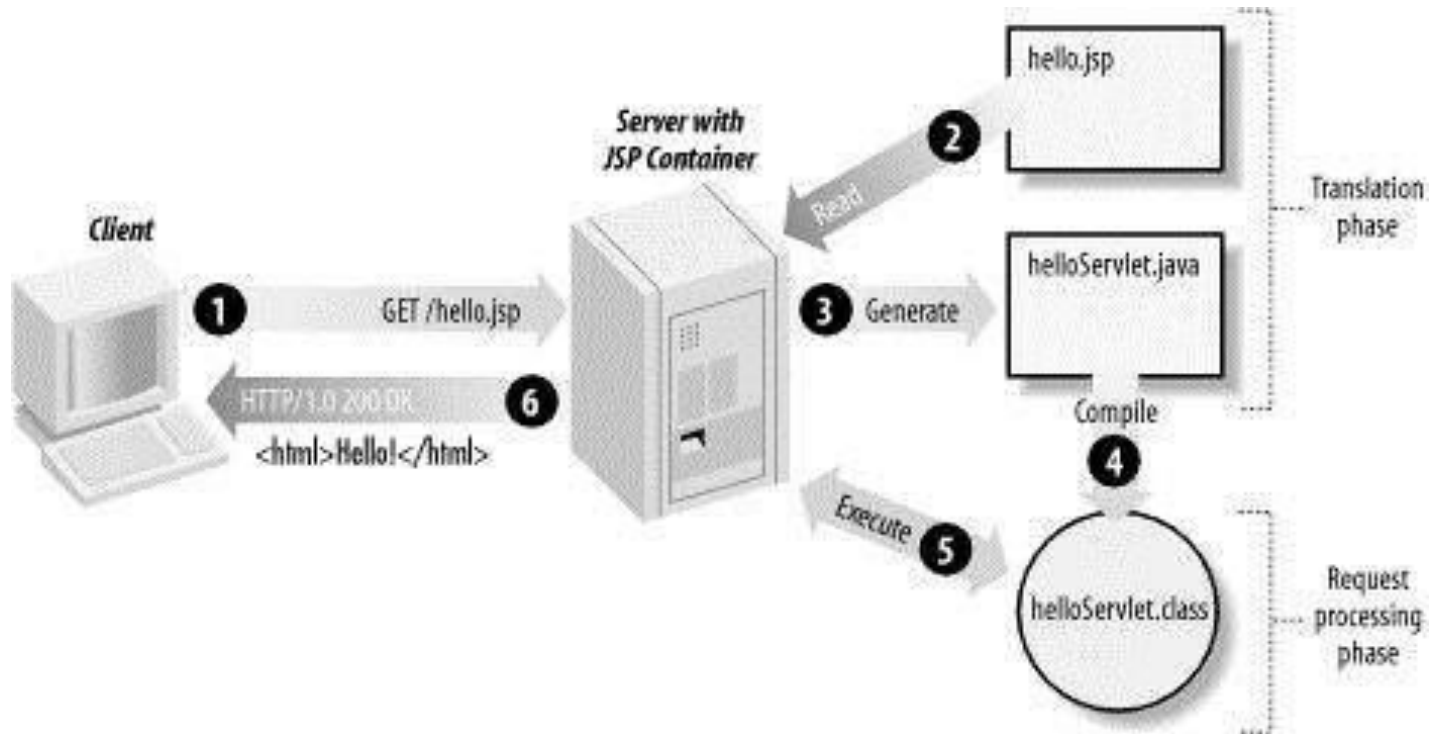 hello.jsp
Server with
JSP Container
2
Read
Translation
phase
Client
helloServlet.java
1
GET /hello.jsp
3
Generate
HTTP/1.0 200 OK
6
<html>Hello!</html>
Compile
4
Execute
5
helloServlet.class
Request
processing
phase